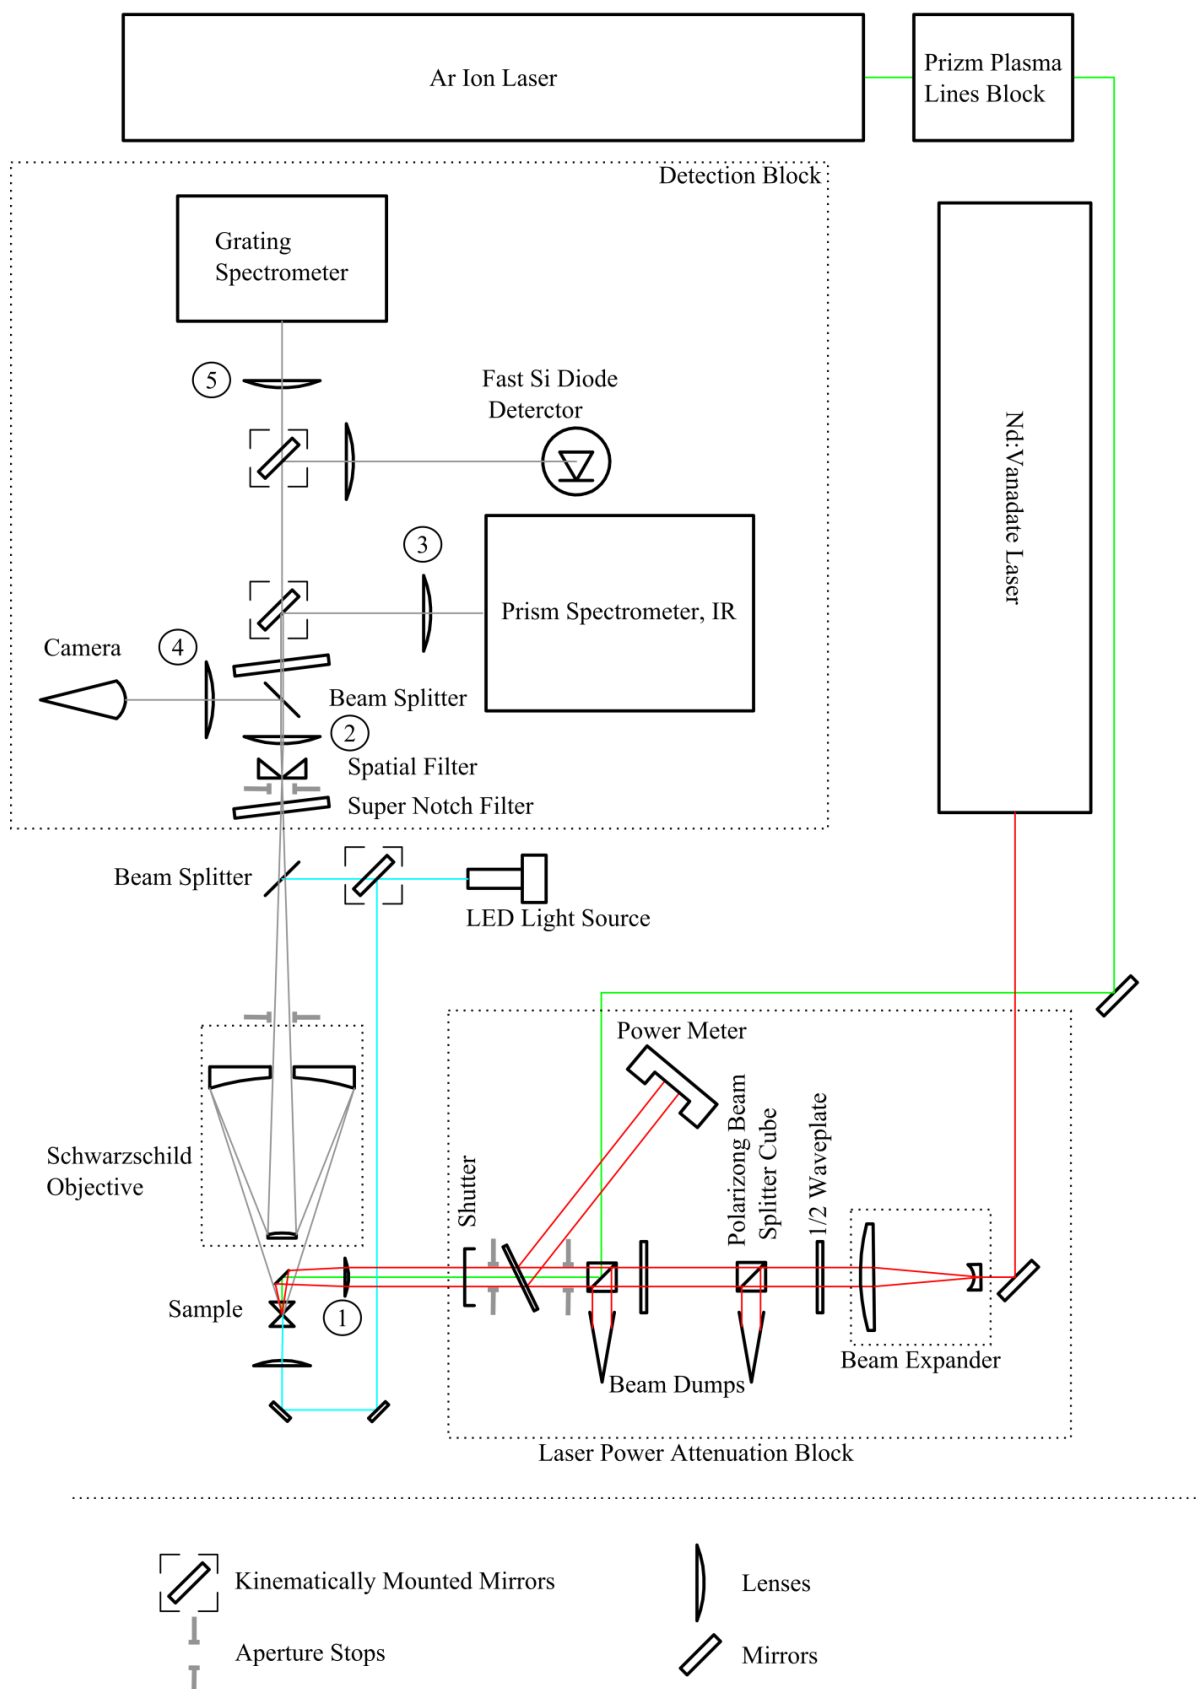 Ar Ion Laser
Prizm Plasma
Lines Block
Detection Block
Grating
Spectrometer
5
Fast Si Diode
Deterctor
Nd:Vanadate Laser
3
Prism Spectrometer, IR
Camera
4
Beam Splitter
2
Spatial Filter
Super Notch Filter
Beam Splitter
LED Light Source
Power Meter
Schwarzschild
Objective
Shutter
Polarizong Beam
Splitter Cube
1/2 Waveplate
Sample
1
Beam Dumps
Beam Expander
Laser Power Attenuation Block
Kinematically Mounted Mirrors
Lenses
Aperture Stops
Mirrors